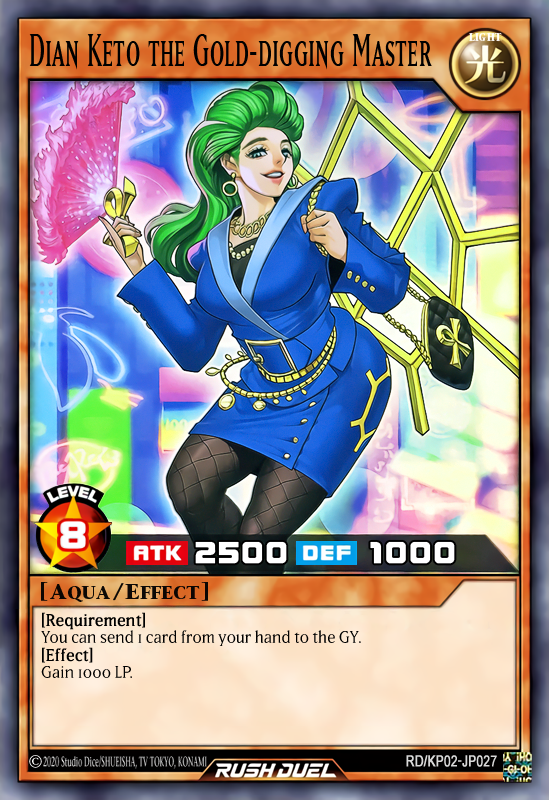 Dian Keto the Gold-digging Master
LIGHT
光
LEVEL
8
ATK 2500 DEF 1000
[Aqua/Effect]
[Requirement]
You can send 1 card from your hand to the GY.
[Effect]
Gain 1000 LP.
©2020 Studio Dice/SHUEISHA, TV TOKYO, KONAMI
RUSH DUEL
RD/KP02-JP027